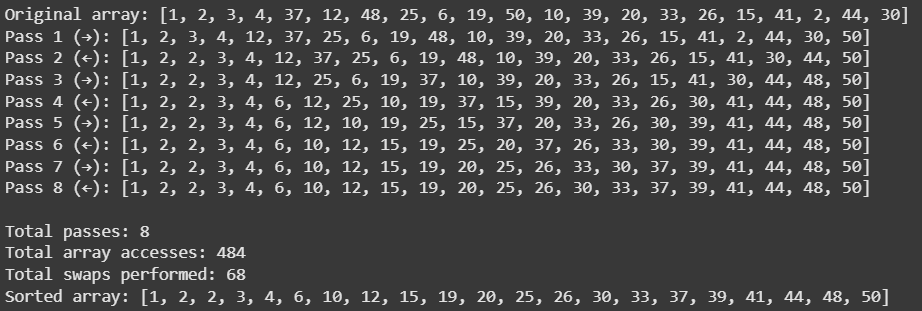 Original array: [1, 2, 3, 4, 37, 12, 48, 25, 6, 19, 50, 10, 39, 20, 33, 26, 15, 41, 2, 44, 30]
Pass 1 (→): [1, 2, 3, 4, 12, 37, 25, 6, 19, 48, 10, 39, 20, 33, 26, 15, 41, 2, 44, 30, 50]
Pass 2 (←): [1, 2, 2, 3, 4, 12, 37, 25, 6, 19, 48, 10, 39, 20, 33, 26, 15, 41, 30, 44, 50]
Pass 3 (→): [1, 2, 2, 3, 4, 12, 25, 6, 19, 37, 10, 39, 20, 33, 26, 15, 41, 30, 44, 48, 50]
Pass 4 (←): [1, 2, 2, 3, 4, 6, 12, 25, 10, 19, 37, 15, 39, 20, 33, 26, 30, 41, 44, 48, 50]
Pass 5 (→): [1, 2, 2, 3, 4, 6, 12, 10, 19, 25, 15, 37, 20, 33, 26, 30, 39, 41, 44, 48, 50]
Pass 6 (←): [1, 2, 2, 3, 4, 6, 10, 12, 15, 19, 25, 20, 37, 26, 33, 30, 39, 41, 44, 48, 50]
Pass 7 (→): [1, 2, 2, 3, 4, 6, 10, 12, 15, 19, 20, 25, 26, 33, 30, 37, 39, 41, 44, 48, 50]
Pass 8 (←): [1, 2, 2, 3, 4, 6, 10, 12, 15, 19, 20, 25, 26, 30, 33, 37, 39, 41, 44, 48, 50]
Total passes: 8
Total array accesses: 484
Total swaps performed: 68
Sorted array: [1, 2, 2, 3, 4, 6, 10, 12, 15, 19, 20, 25, 26, 30, 33, 37, 39, 41, 44, 48, 50]